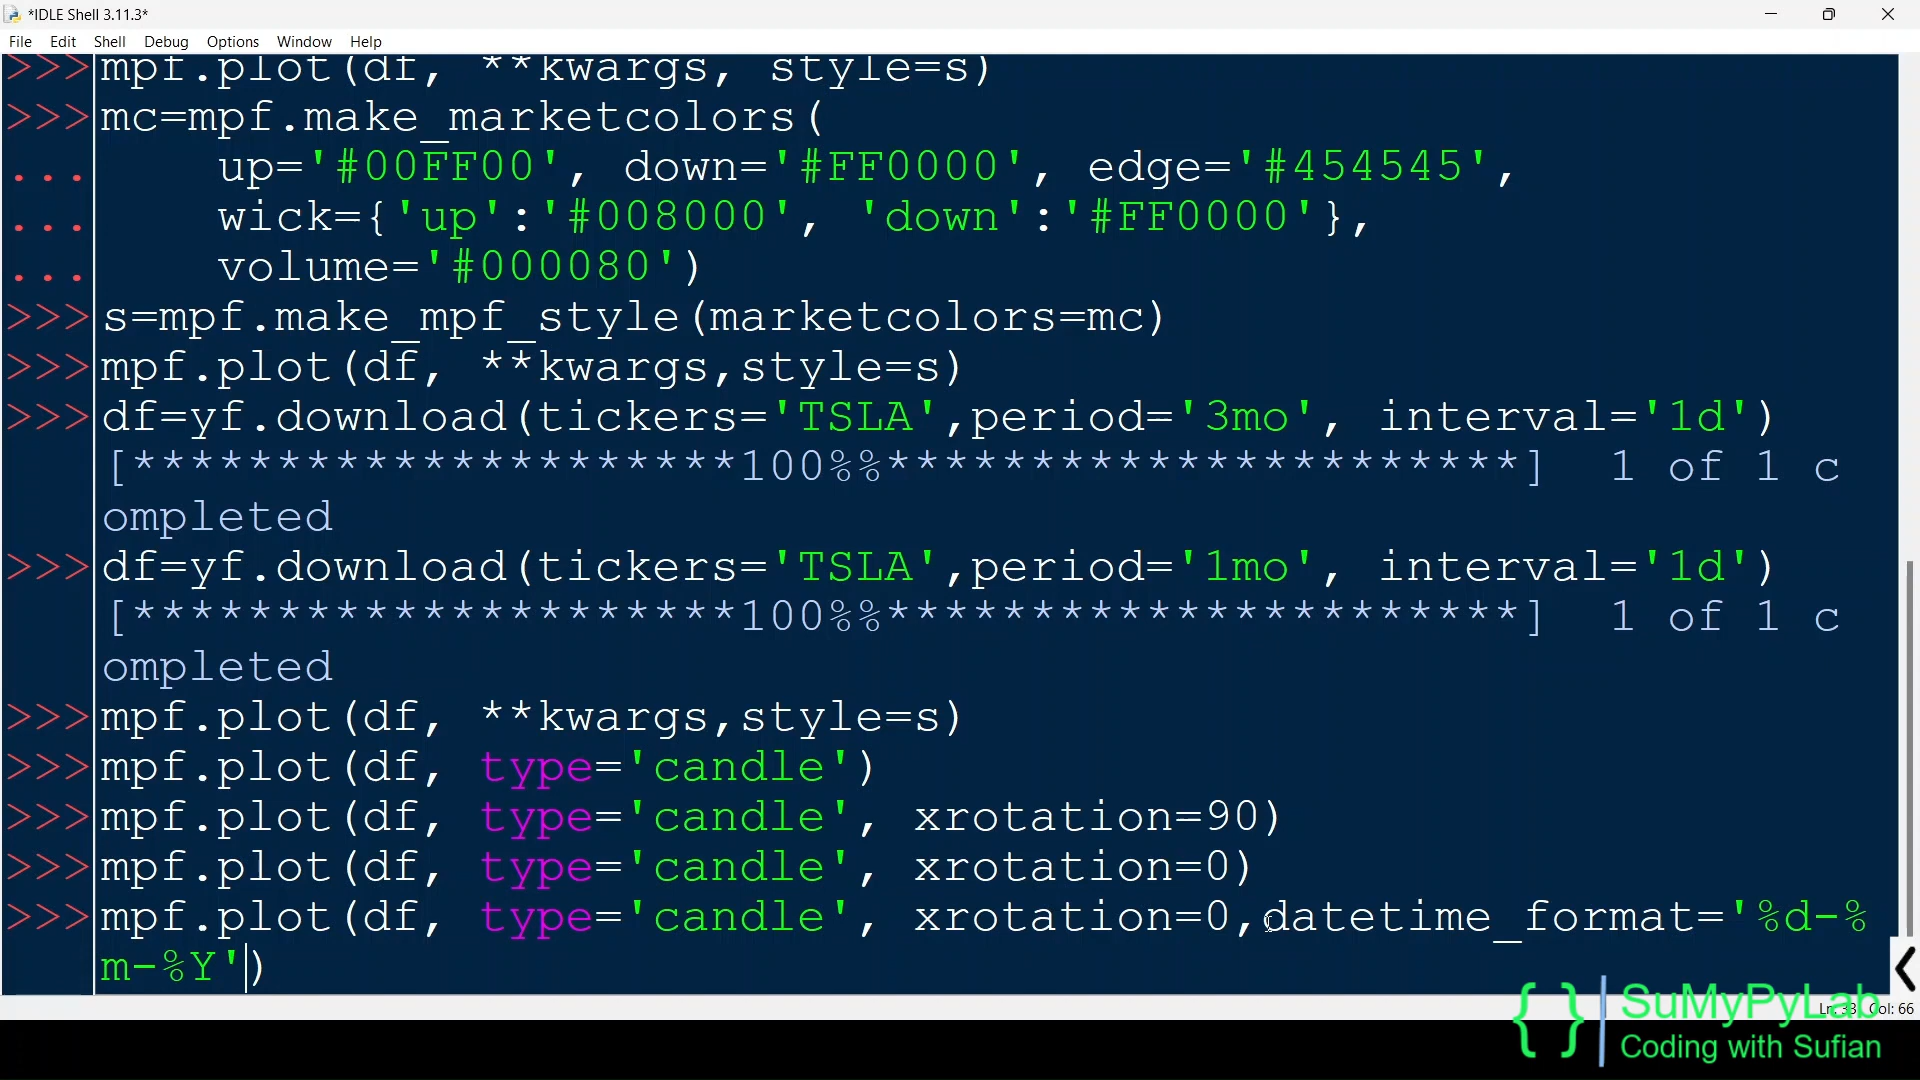 *IDLE Shell 3.11.3*
File Edit Shell Debug Options Window Help
>>> mpf.plot(df, **kwargs, style=s)
>>> mc=mpf.make_marketcolors(
... up='#00FF00', down='#FF0000', edge='#454545',
... wick={'up':'#008000', 'down':'#FF0000'},
... volume='#000080')
>>> s=mpf.make_mpf_style(marketcolors=mc)
>>> mpf.plot(df, **kwargs,style=s)
>>> df=yf.download(tickers='TSLA',period='3mo', interval='1d')
[*********************100%%**********************] 1 of 1 c
ompleted
>>> df=yf.download(tickers='TSLA',period='1mo', interval='1d')
[*********************100%%**********************] 1 of 1 c
ompleted
>>> mpf.plot(df, **kwargs,style=s)
>>> mpf.plot(df, type='candle')
>>> mpf.plot(df, type='candle', xrotation=90)
>>> mpf.plot(df, type='candle', xrotation=0)
>>> mpf.plot(df, type='candle', xrotation=0,datetime_format='%d-%
m-%Y')
Ln: 33 Col: 66
{ } SuMyPyLab
Coding with Sufian